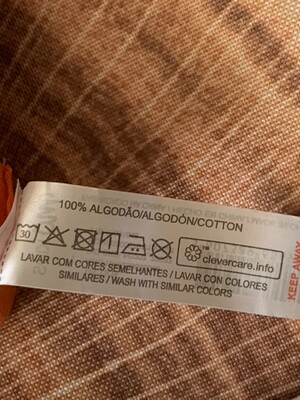 100% ALGODÃO/ALGODÓN/COTTON
30
™ clevercare.info
LAVAR COM CORES SEMELHANTES / LAVAR CON COLORES
SIMILARES / WASH WITH SIMILAR COLORS
KEEP AWAY